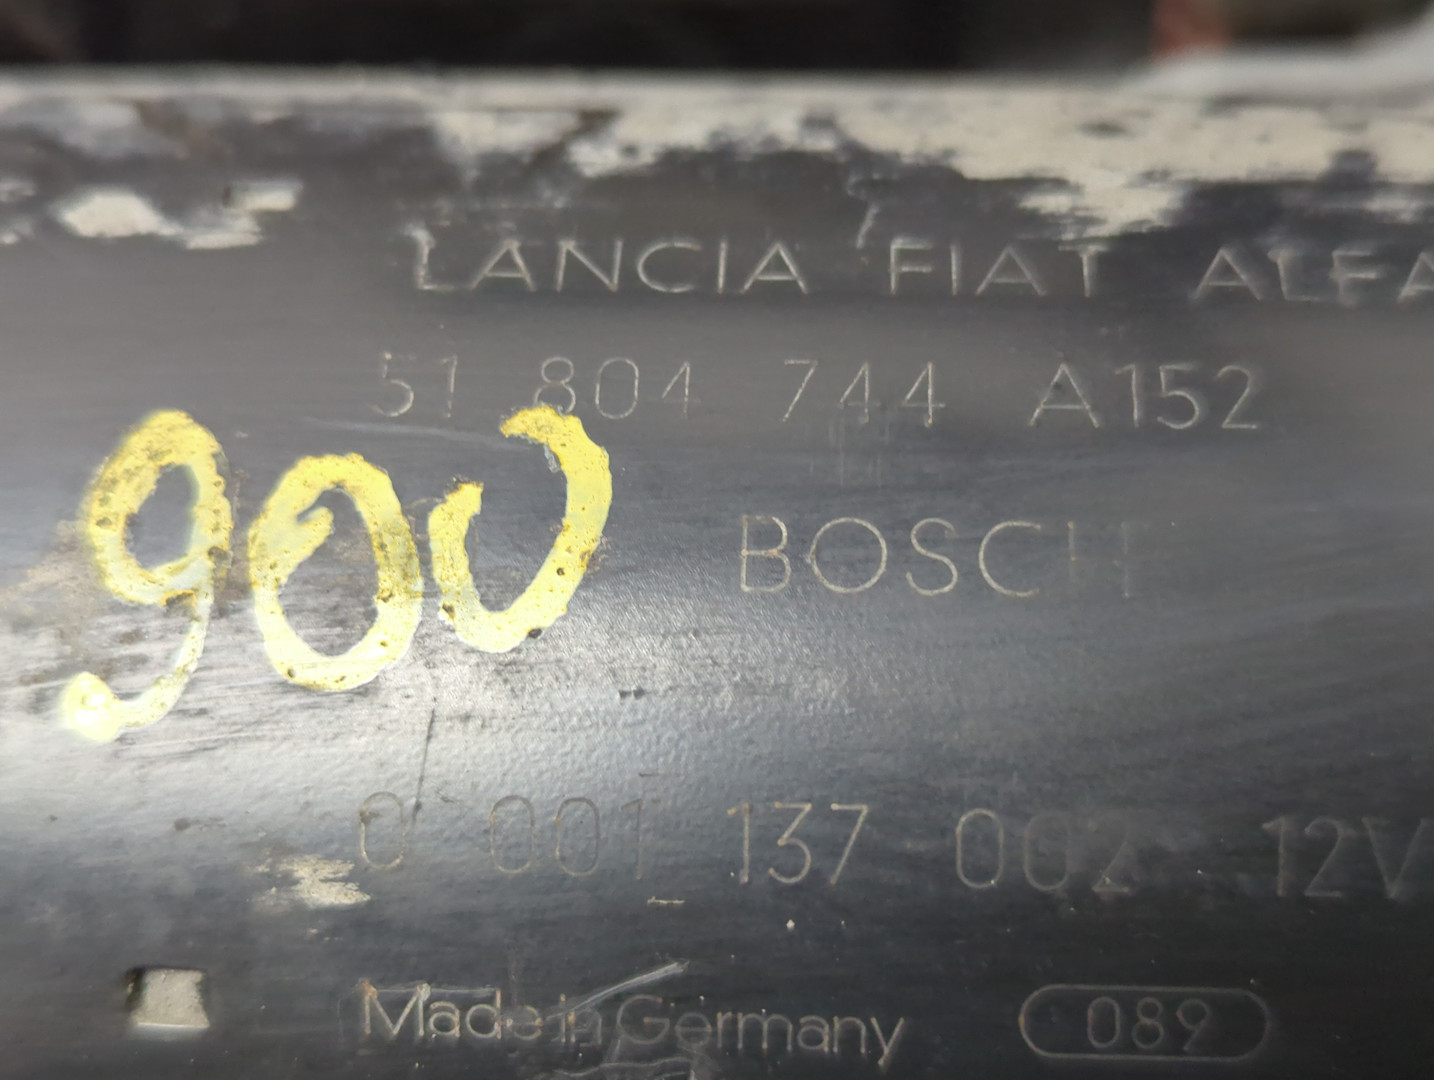 LANCIA FIAT ALFA
51 804 744 A152
900
BOSCH
0 001 137 002 12V
Made in Germany
089